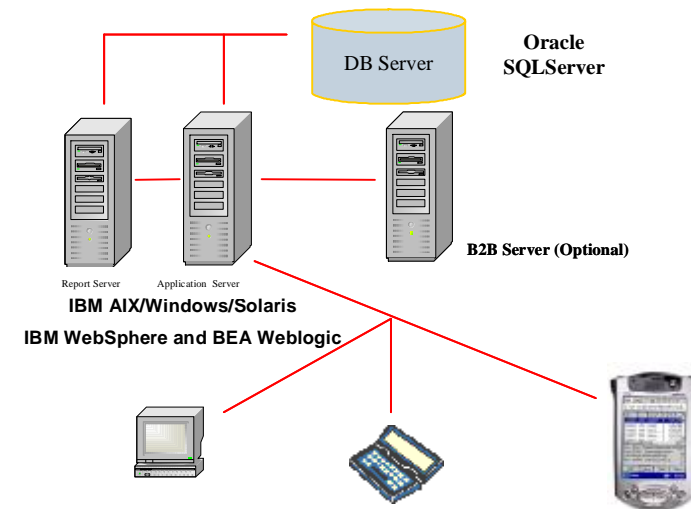 DB Server
Oracle
SQLServer
B2B Server (Optional)
Report Server
Application Server
IBM AIX/Windows/Solaris
IBM WebSphere and BEA Weblogic